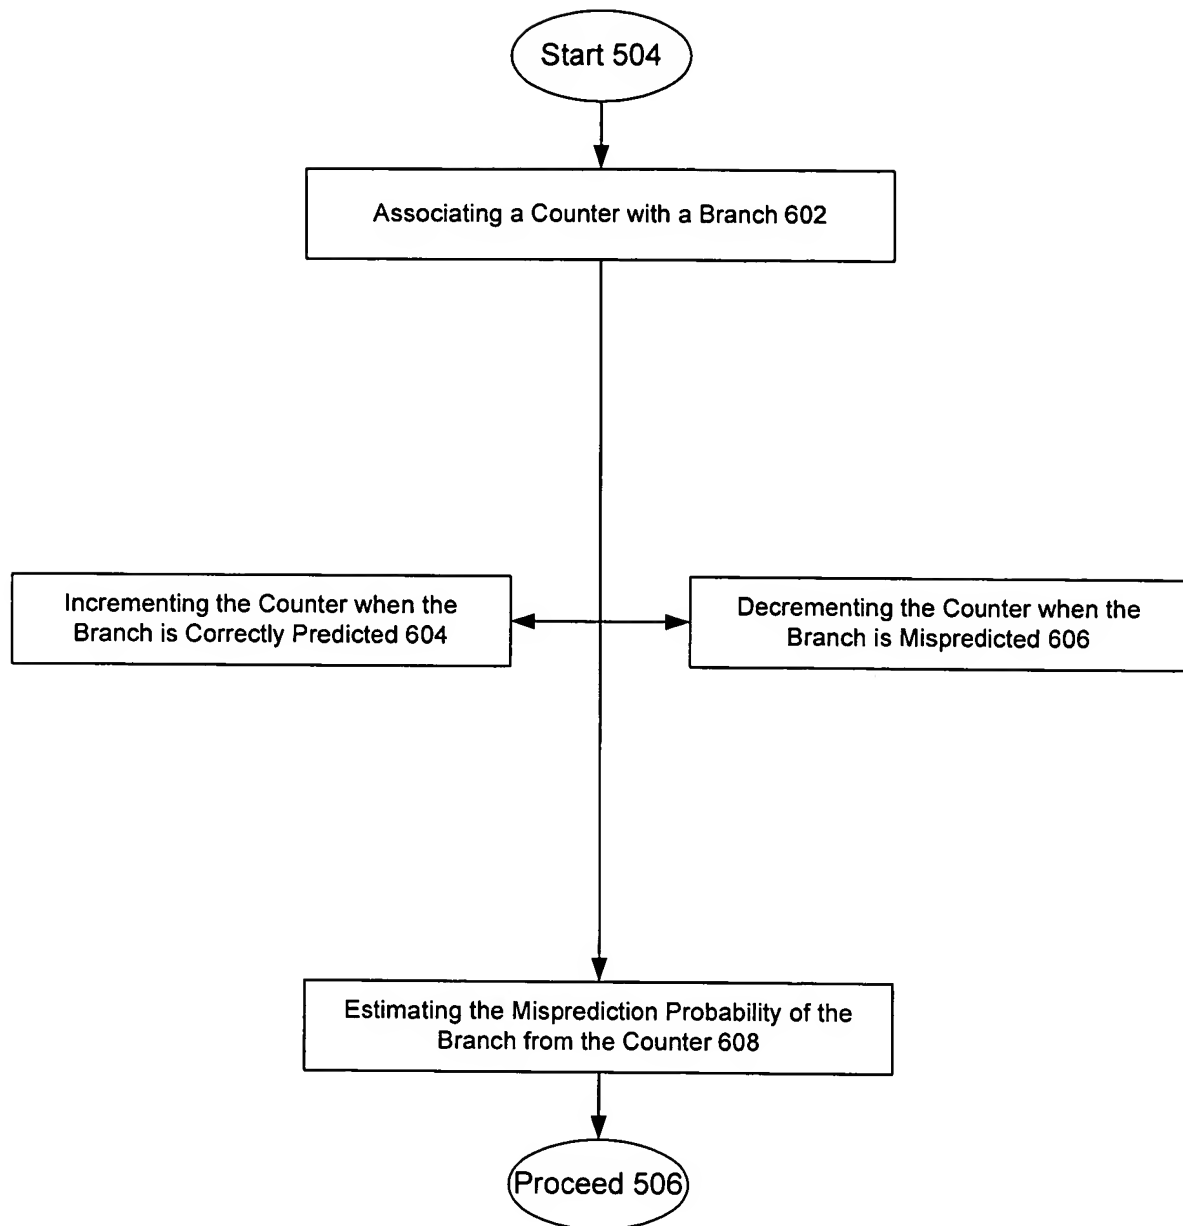 Start 504
Associating a Counter with a Branch 602
Incrementing the Counter when the
Branch is Correctly Predicted 604
Decrementing the Counter when the
Branch is Mispredicted 606
Estimating the Misprediction Probability of the
Branch from the Counter 608
Proceed 506